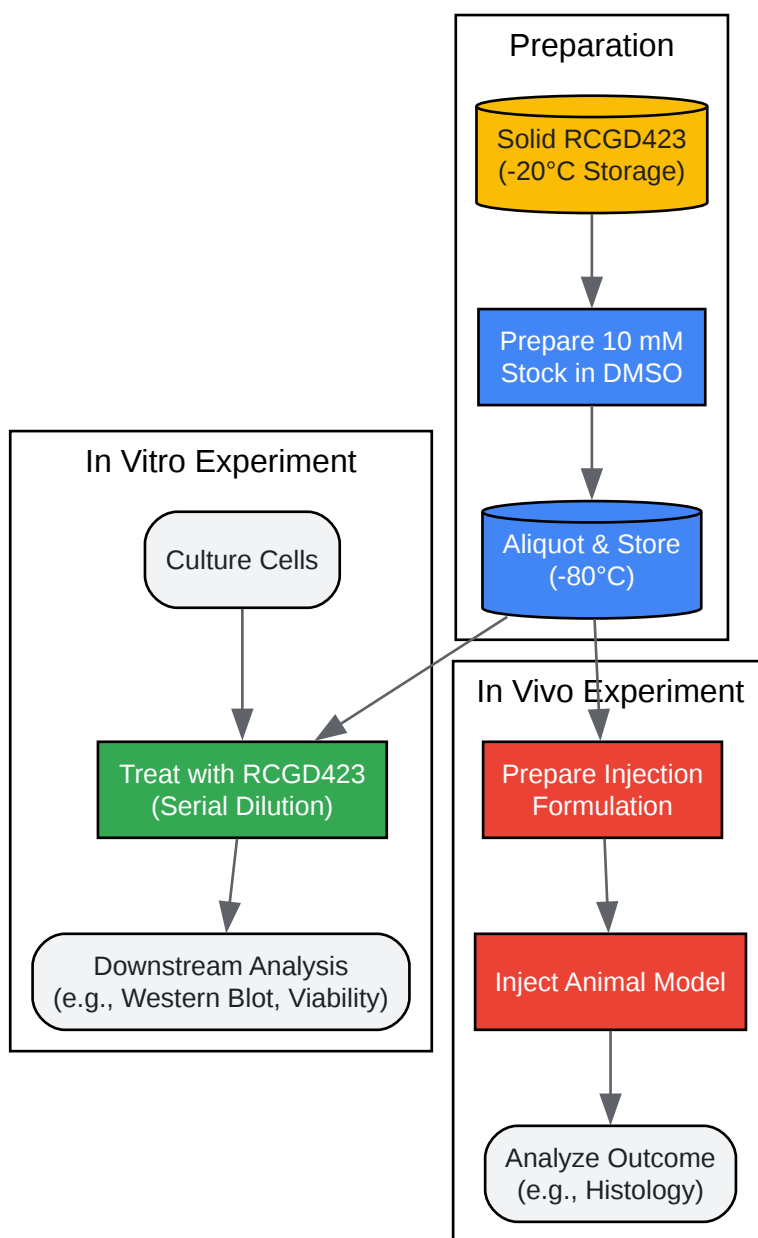 Preparation
Solid RCGD423
(-20°C Storage)
Prepare 10 mM
Stock in DMSO
Aliquot & Store
(-80°C)
In Vitro Experiment
Culture Cells
Treat with RCGD423
(Serial Dilution)
Downstream Analysis
(e.g., Western Blot, Viability)
In Vivo Experiment
Prepare Injection
Formulation
Inject Animal Model
Analyze Outcome
(e.g., Histology)